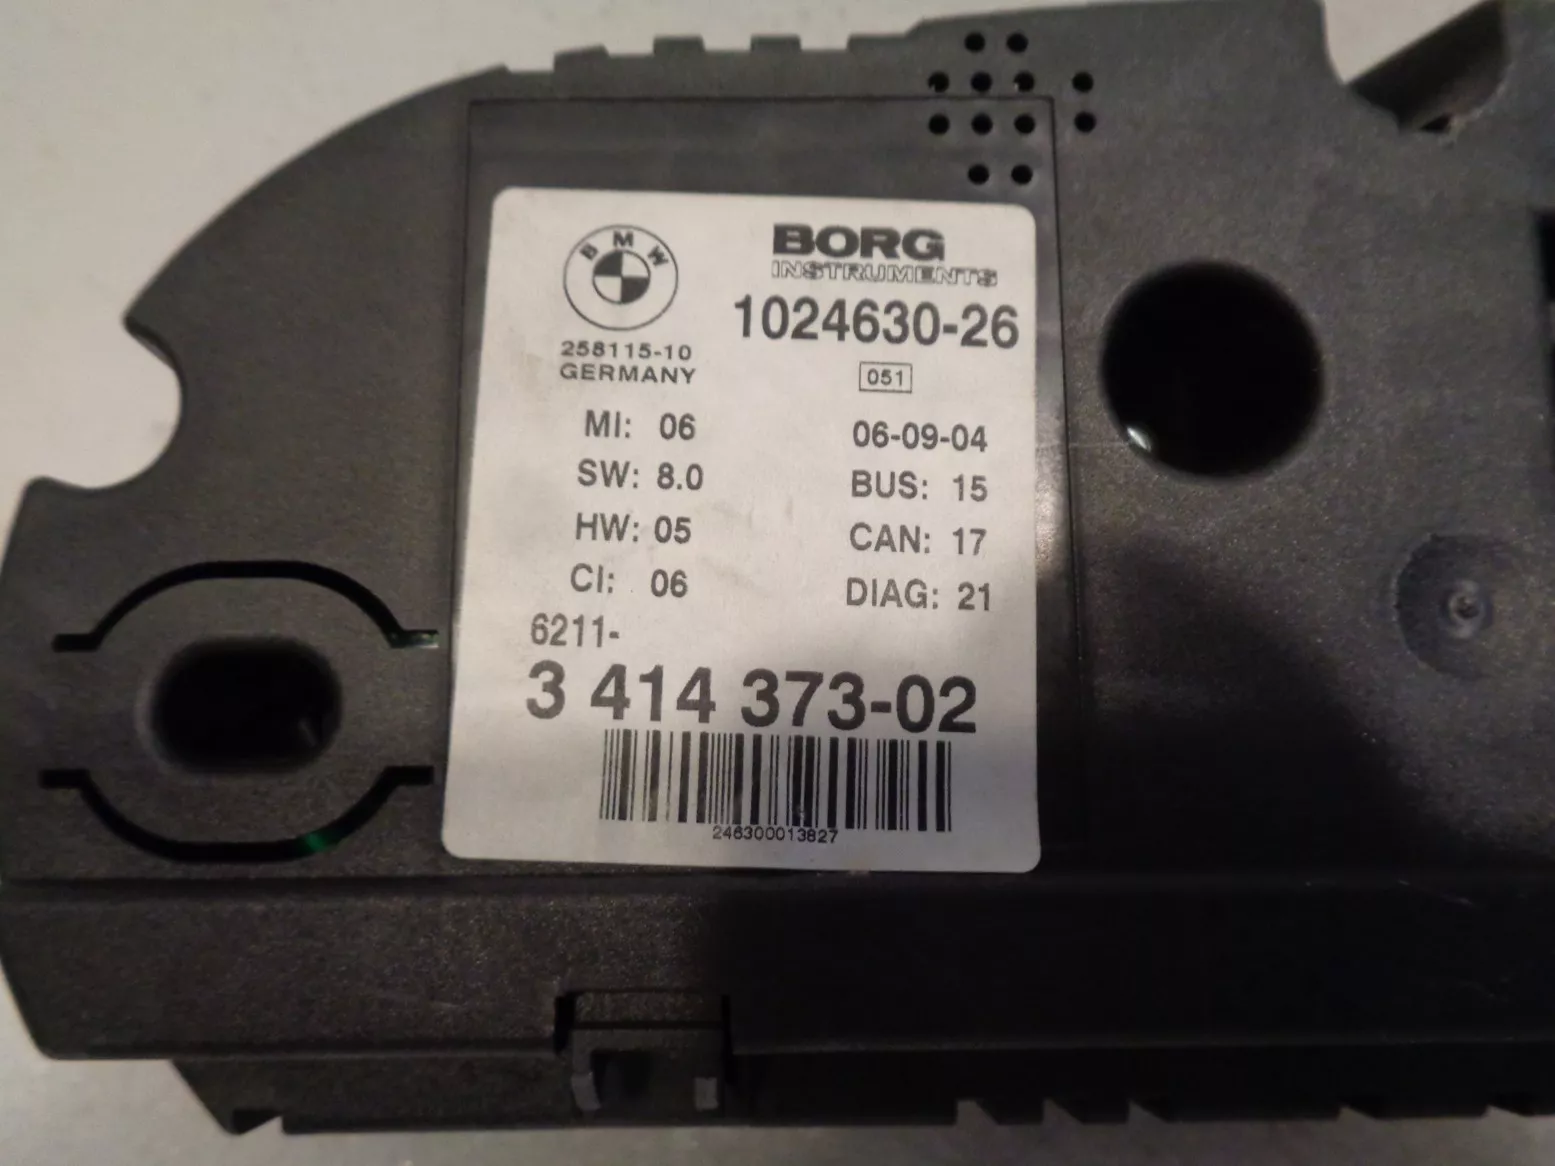 BMW
BORG
INSTRUMENTS
1024630-26
258115-10
GERMANY
051
MI: 06
06-09-04
SW: 8.0
BUS: 15
HW: 05
CAN: 17
CI: 06
DIAG: 21
6211-
3 414 373-02
246300013827